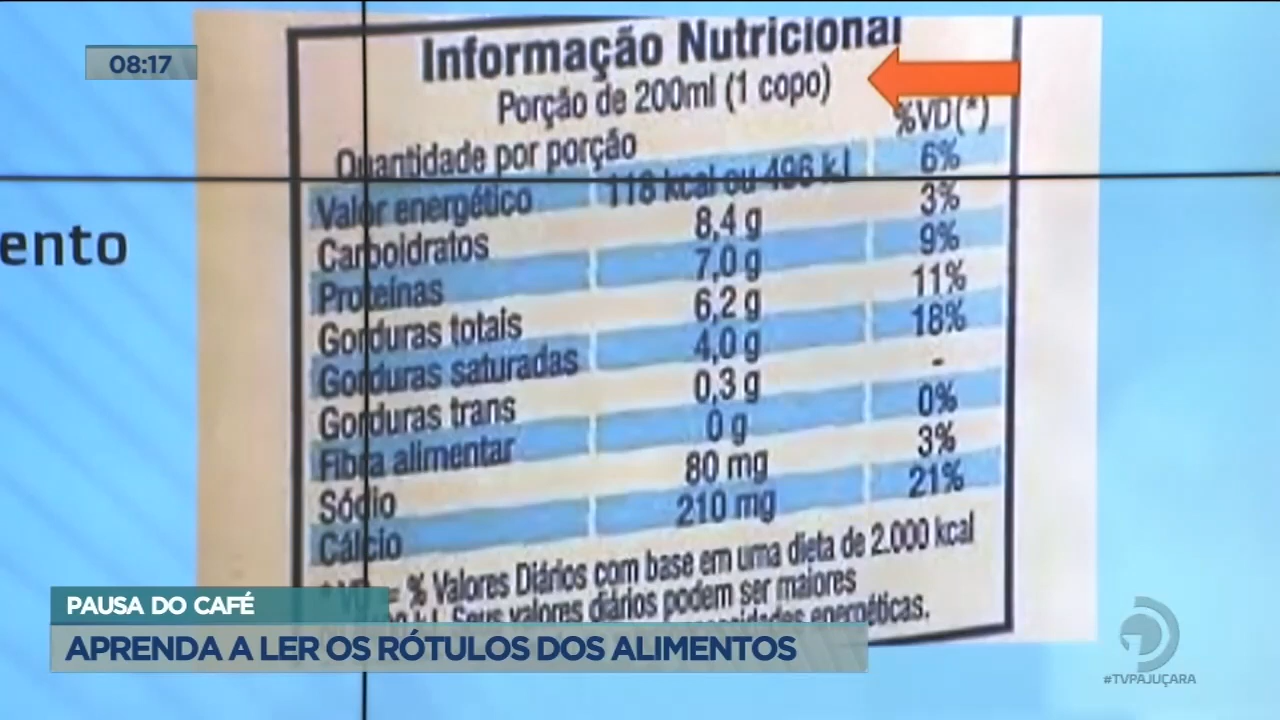 08:17
ento
Informação Nutricional
Porção de 200ml (1 copo)
Quantidade por porção %VD(*)
Valor energético 118 kcal ou 496 kJ 6%
Carboidratos 8,4 g 3%
Proteínas 7,0 g 9%
Gorduras totais 6,2 g 11%
Gorduras saturadas 4,0 g 18%
Gorduras trans 0,3 g -
Fibra alimentar 0 g 0%
Sódio 80 mg 3%
Cálcio 210 mg 21%
* VD = % Valores Diários com base em uma dieta de 2.000 kcal
kJ. Seus valores diários podem ser maiores
energéticas.
PAUSA DO CAFÉ
APRENDA A LER OS RÓTULOS DOS ALIMENTOS
#TVPAJUÇARA